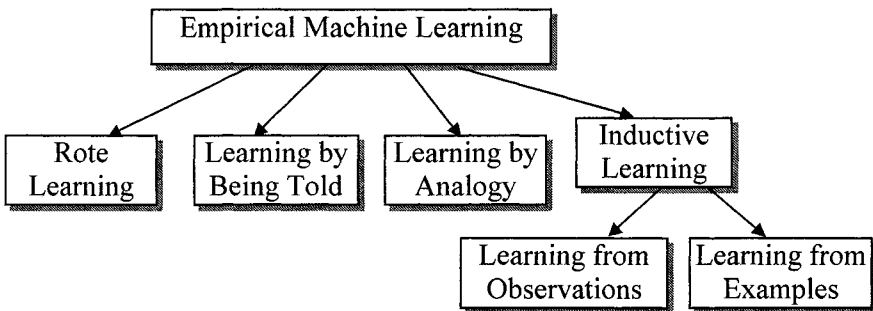 Empirical Machine Learning
Rote
Learning
Learning by
Being Told
Learning by
Analogy
Inductive
Learning
Learning from
Observations
Learning from
Examples